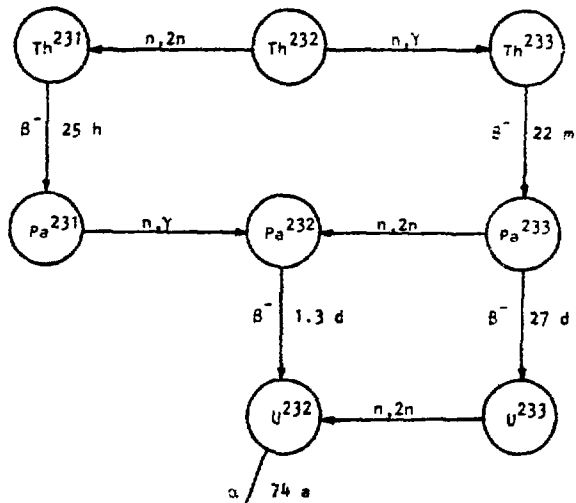 Th²³¹ n,2n Th²³² n,γ Th²³³
β⁻ 25 h β⁻ 22 m
Pa²³¹ n,γ Pa²³² n,2n Pa²³³
β⁻ 1.3 d β⁻ 27 d
U²³² n,2n U²³³
α 74 a